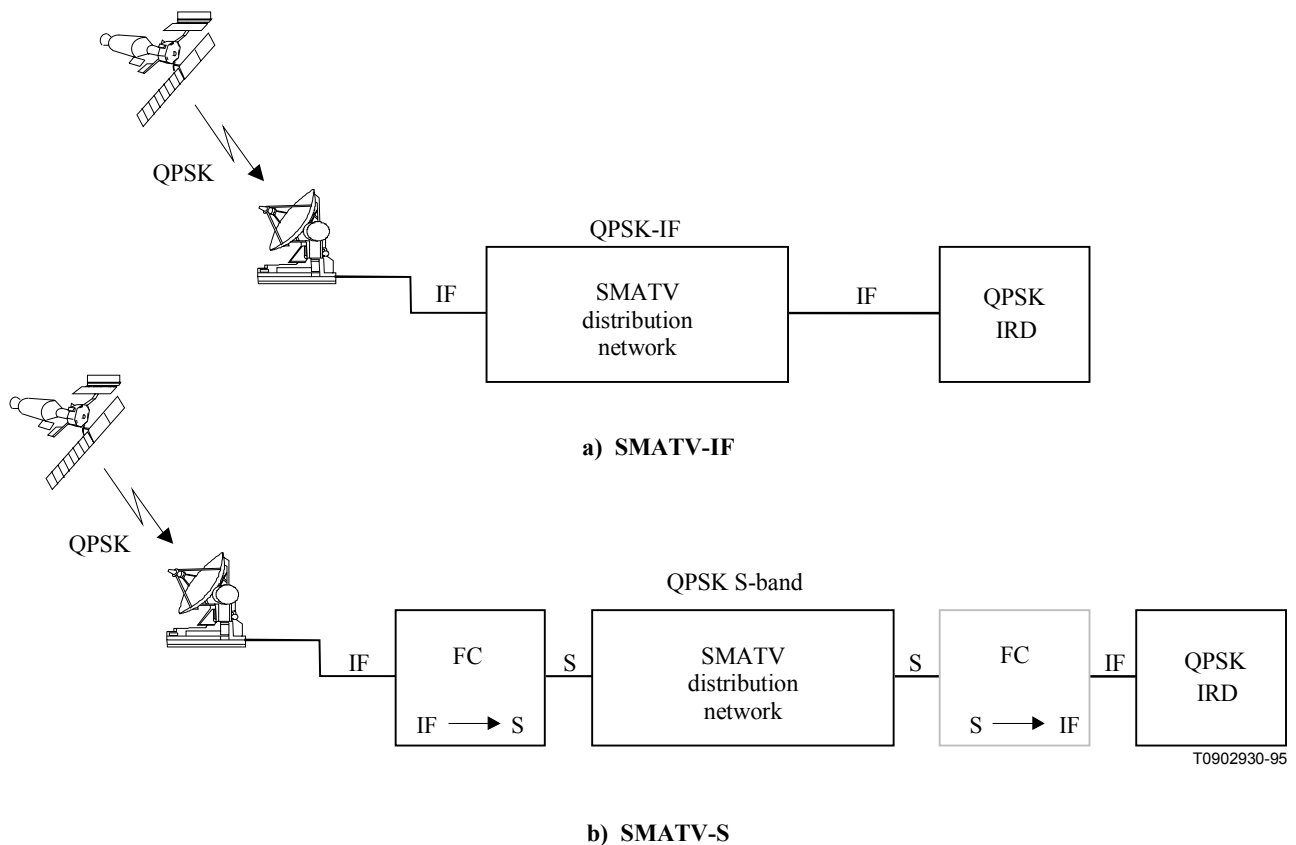 QPSK
QPSK-IF
IF
SMATV
distribution
network
IF
QPSK
IRD
a) SMATV-IF
QPSK
QPSK S-band
IF
FC
IF → S
S
SMATV
distribution
network
S
FC
S → IF
IF
QPSK
IRD
T0902930-95
b) SMATV-S